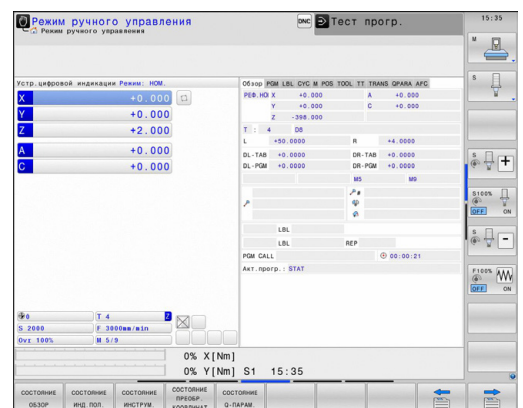 Режим ручного управления
Режим ручного управления
DNC
Тест прогр.
15:35
M
Устр.цифровой индикации Режим: НОМ.
X +0.000
Y +0.000
Z +2.000
A +0.000
C +0.000
Обзор PGM LBL CYC M POS TOOL TT TRANS QPARA AFC
РЕФ.НОМ X +0.000 A +0.000
Y +0.000 C +0.000
Z -398.000
T : 4 D8
L +50.0000 R +4.0000
DL-TAB +0.0000 DR-TAB +0.0000
DL-PGM +0.0000 DR-PGM +0.0000
M5 M9
#
LBL
LBL REP
PGM CALL 00:00:21
Акт.прогр.: STAT
0 T 4 Z
S 2000 F 3000mm/min
Ovr 100% M 5/9
0% X[Nm]
0% Y[Nm] S1 15:35
S
S +
S100%
OFF ON
S -
F100%
OFF ON
СОСТОЯНИЕ ОБЗОР
СОСТОЯНИЕ ИНД. ПОЛ.
СОСТОЯНИЕ ИНСТРУМ.
СОСТОЯНИЕ ПРЕОБР. КООРДИНАТ
СОСТОЯНИЕ Q-ПАРАМ.